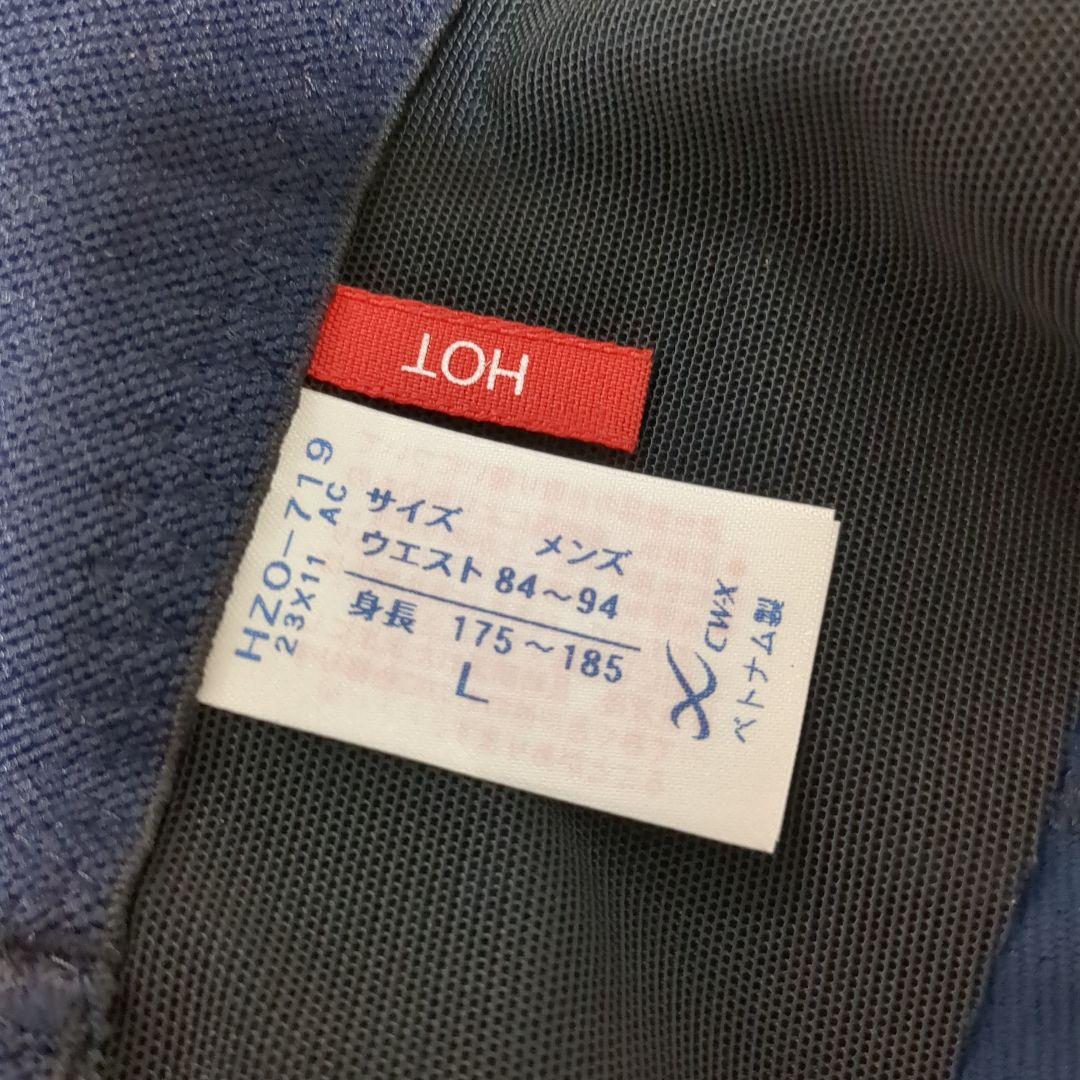 HOT
HZO-719
23X11 AC
サイズ メンズ
ウエスト 84〜94
身長 175〜185
L
CW-X
ベトナム製